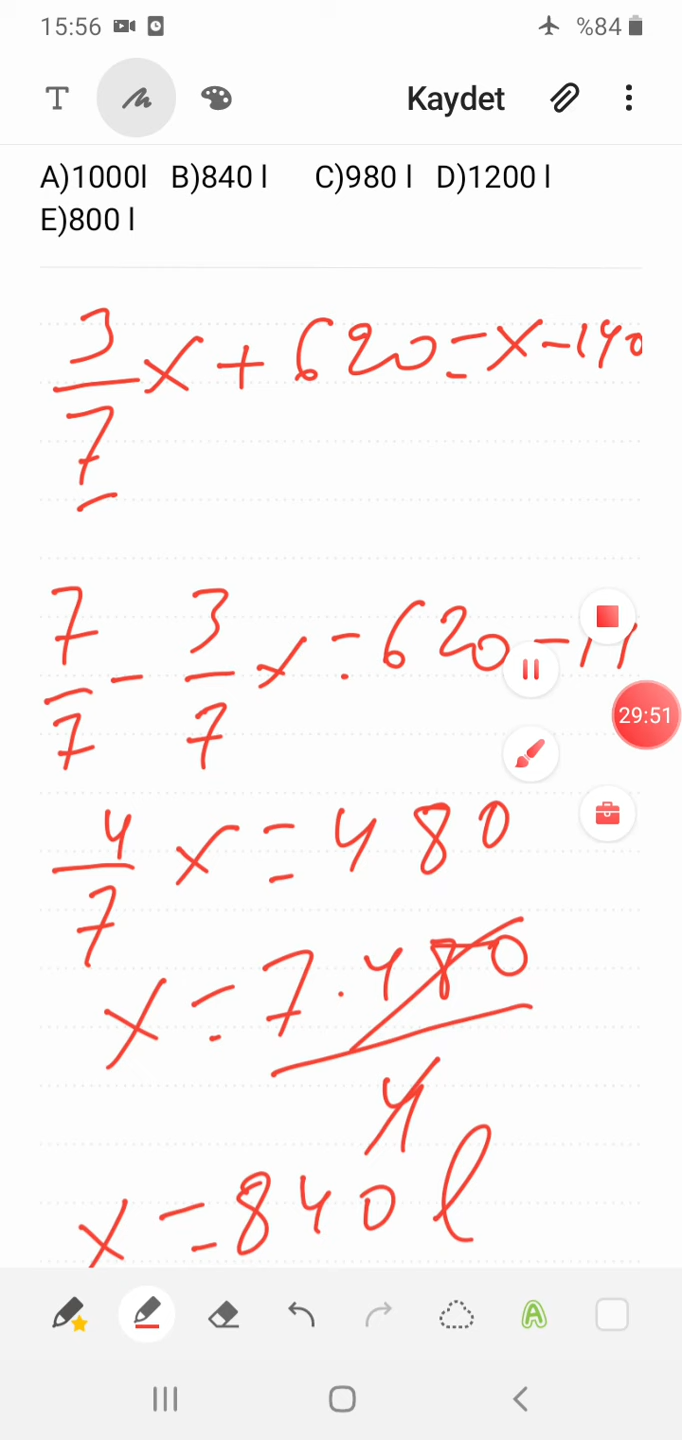 15:56 %84
T Kaydet
A)1000l B)840 l C)980 l D)1200 l
E)800 l
3/7 x + 620 = x - 140
7/7 - 3/7 x = 620 - 14
29:51
4/7 x = 480
x = 7.480/4
x = 840 l
A